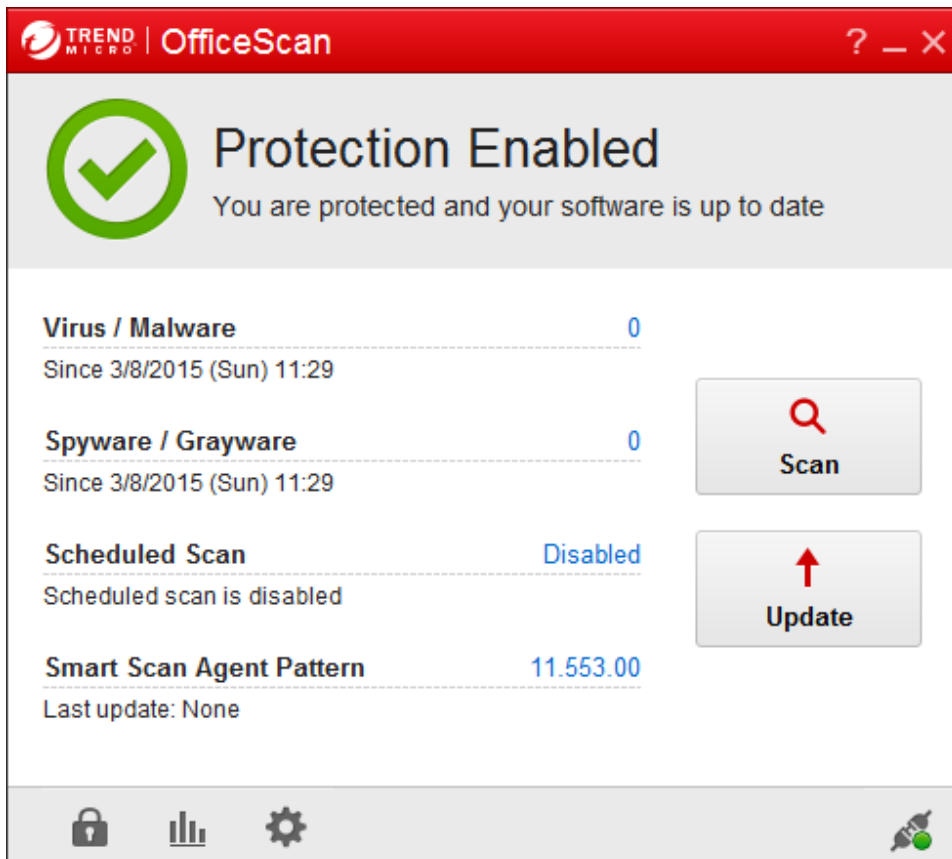 TREND MICRO | OfficeScan
? _ ×
Protection Enabled
You are protected and your software is up to date
Virus / Malware 0
Since 3/8/2015 (Sun) 11:29
Spyware / Grayware 0
Since 3/8/2015 (Sun) 11:29
Scheduled Scan Disabled
Scheduled scan is disabled
Smart Scan Agent Pattern 11.553.00
Last update: None
Scan
Update